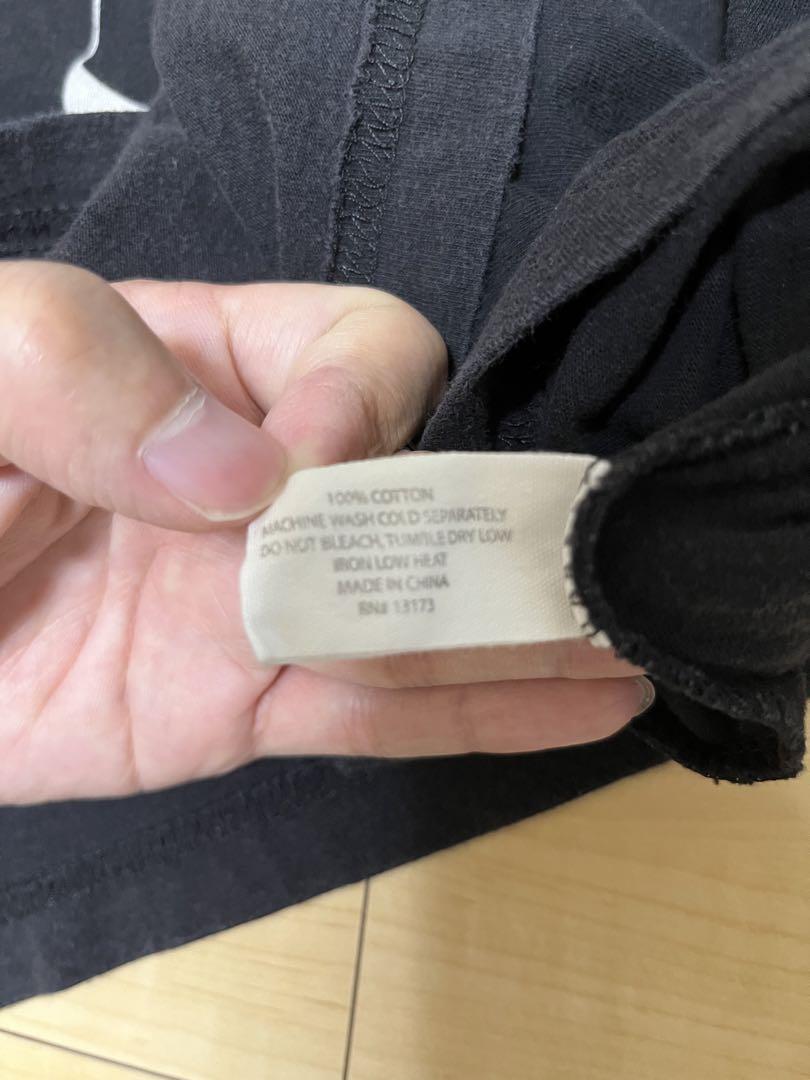 100% COTTON
MACHINE WASH COLD SEPARATELY
DO NOT BLEACH, TUMBLE DRY LOW
IRON LOW HEAT
MADE IN CHINA
RN# 13173